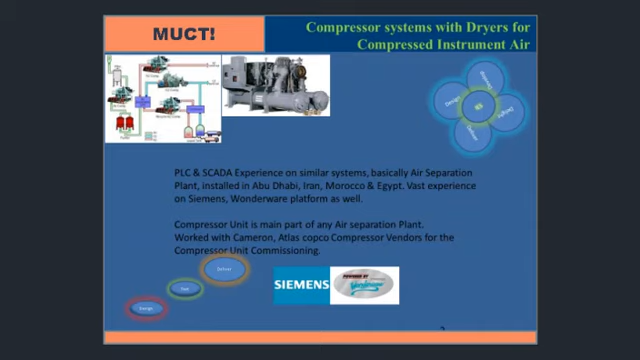 MUCT!
Compressor systems with Dryers for
Compressed Instrument Air
PLC & SCADA Experience on similar systems, basically Air Separation
Plant, installed in Abu Dhabi, Iran, Morocco & Egypt. Vast experience
on Siemens, Wonderware platform as well.
Compressor Unit is main part of any Air separation Plant.
Worked with Cameron, Atlas copco Compressor Vendors for the
Compressor Unit Commissioning.
Deliver
Design
SIEMENS
POWERED BY
Wonderware